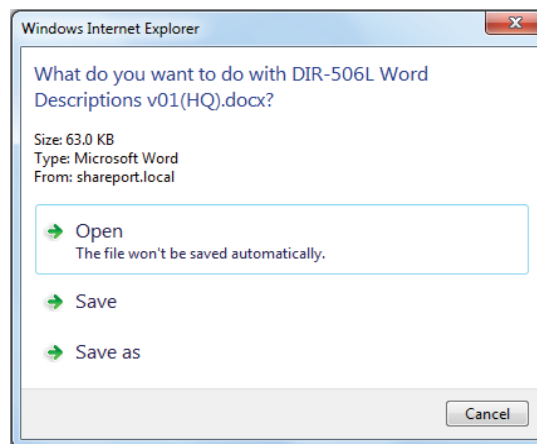 Windows Internet Explorer
What do you want to do with DIR-506L Word
Descriptions v01(HQ).docx?
Size: 63.0 KB
Type: Microsoft Word
From: shareport.local
Open
The file won't be saved automatically.
Save
Save as
Cancel